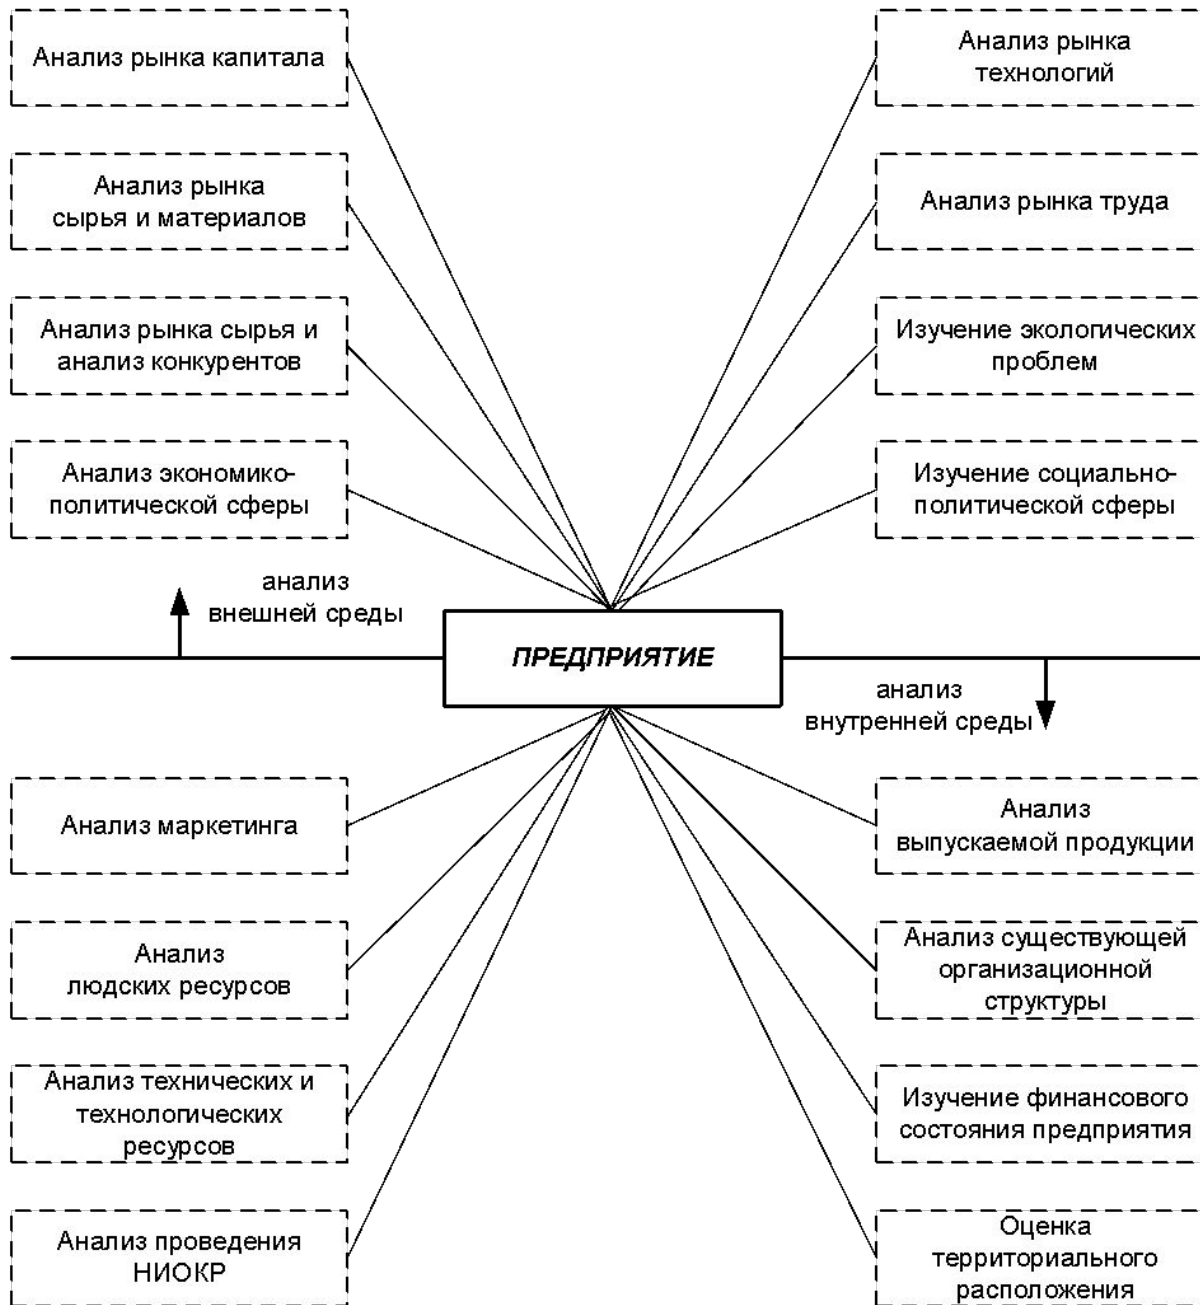 Анализ рынка капитала
Анализ рынка
технологий
Анализ рынка
сырья и материалов
Анализ рынка труда
Анализ рынка сырья и
анализ конкурентов
Изучение экологических
проблем
Анализ экономико-
политической сферы
Изучение социально-
политической сферы
анализ
внешней среды
ПРЕДПРИЯТИЕ
анализ
внутренней среды
Анализ маркетинга
Анализ
выпускаемой продукции
Анализ
людских ресурсов
Анализ существующей
организационной
структуры
Анализ технических и
технологических
ресурсов
Изучение финансового
состояния предприятия
Анализ проведения
НИОКР
Оценка
территориального
расположения